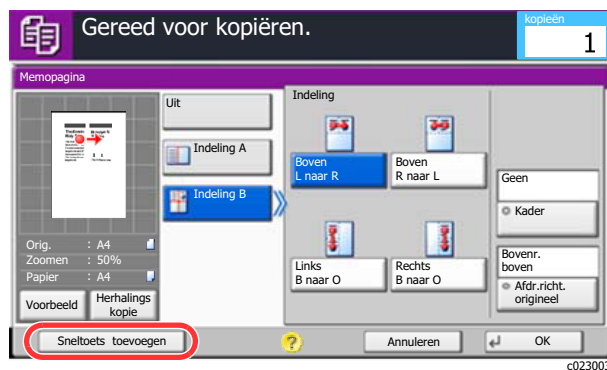 Gereed voor kopiëren.
kopieën
1
Memopagina
Uit
Indeling A
Indeling B
Indeling
Boven
L naar R
Boven
R naar L
Links
B naar O
Rechts
B naar O
Geen
Kader
Bovenr.
boven
Afdr.richt.
origineel
Orig. : A4
Zoomen : 50%
Papier : A4
Voorbeeld
Herhalings
kopie
Sneltoets toevoegen
?
Annuleren
OK
c023003